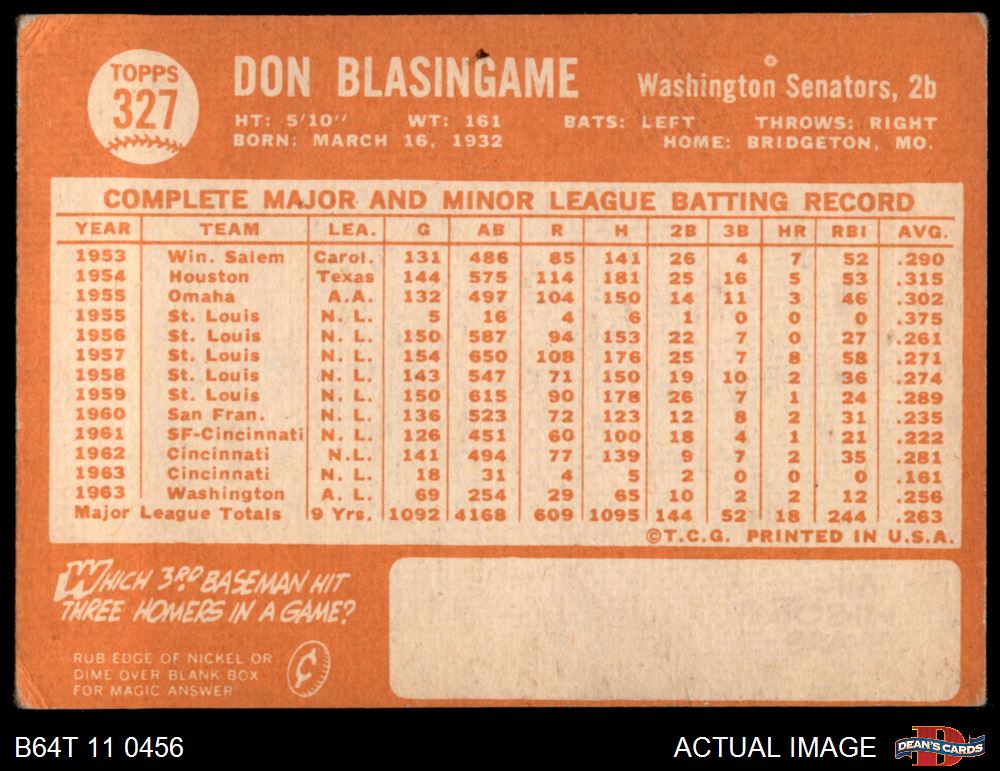 TOPPS
327
DON BLASINGAME
Washington Senators, 2b
HT: 5'10" WT: 161 BATS: LEFT THROWS: RIGHT
BORN: MARCH 16, 1932 HOME: BRIDGETON, MO.
COMPLETE MAJOR AND MINOR LEAGUE BATTING RECORD
YEAR TEAM LEA. G AB R H 2B 3B HR RBI AVG.
1953 Win. Salem Carol. 131 486 85 141 26 4 7 52 .290
1954 Houston Texas 144 575 114 181 25 16 5 53 .315
1955 Omaha A.A. 132 497 104 150 14 11 3 46 .302
1955 St. Louis N. L. 5 16 4 6 1 0 0 0 .375
1956 St. Louis N. L. 150 587 94 153 22 7 0 27 .261
1957 St. Louis N. L. 154 650 108 176 25 7 8 58 .271
1958 St. Louis N. L. 143 547 71 150 19 10 2 36 .274
1959 St. Louis N. L. 150 615 90 178 26 7 1 24 .289
1960 San Fran. N. L. 136 523 72 123 12 8 2 31 .235
1961 SF-Cincinnati N. L. 126 451 60 100 18 4 1 21 .222
1962 Cincinnati N.L. 141 494 77 139 9 7 2 35 .281
1963 Cincinnati N. L. 18 31 4 5 2 0 0 0 .161
1963 Washington A. L. 69 254 29 65 10 2 2 12 .256
Major League Totals 9 Yrs. 1092 4168 609 1095 144 52 18 244 .263
©T.C.G. PRINTED IN U.S.A.
WHICH 3RD BASEMAN HIT
THREE HOMERS IN A GAME?
RUB EDGE OF NICKEL OR
DIME OVER BLANK BOX
FOR MAGIC ANSWER
¢
B64T 11 0456
ACTUAL IMAGE
D
DEAN'S CARDS